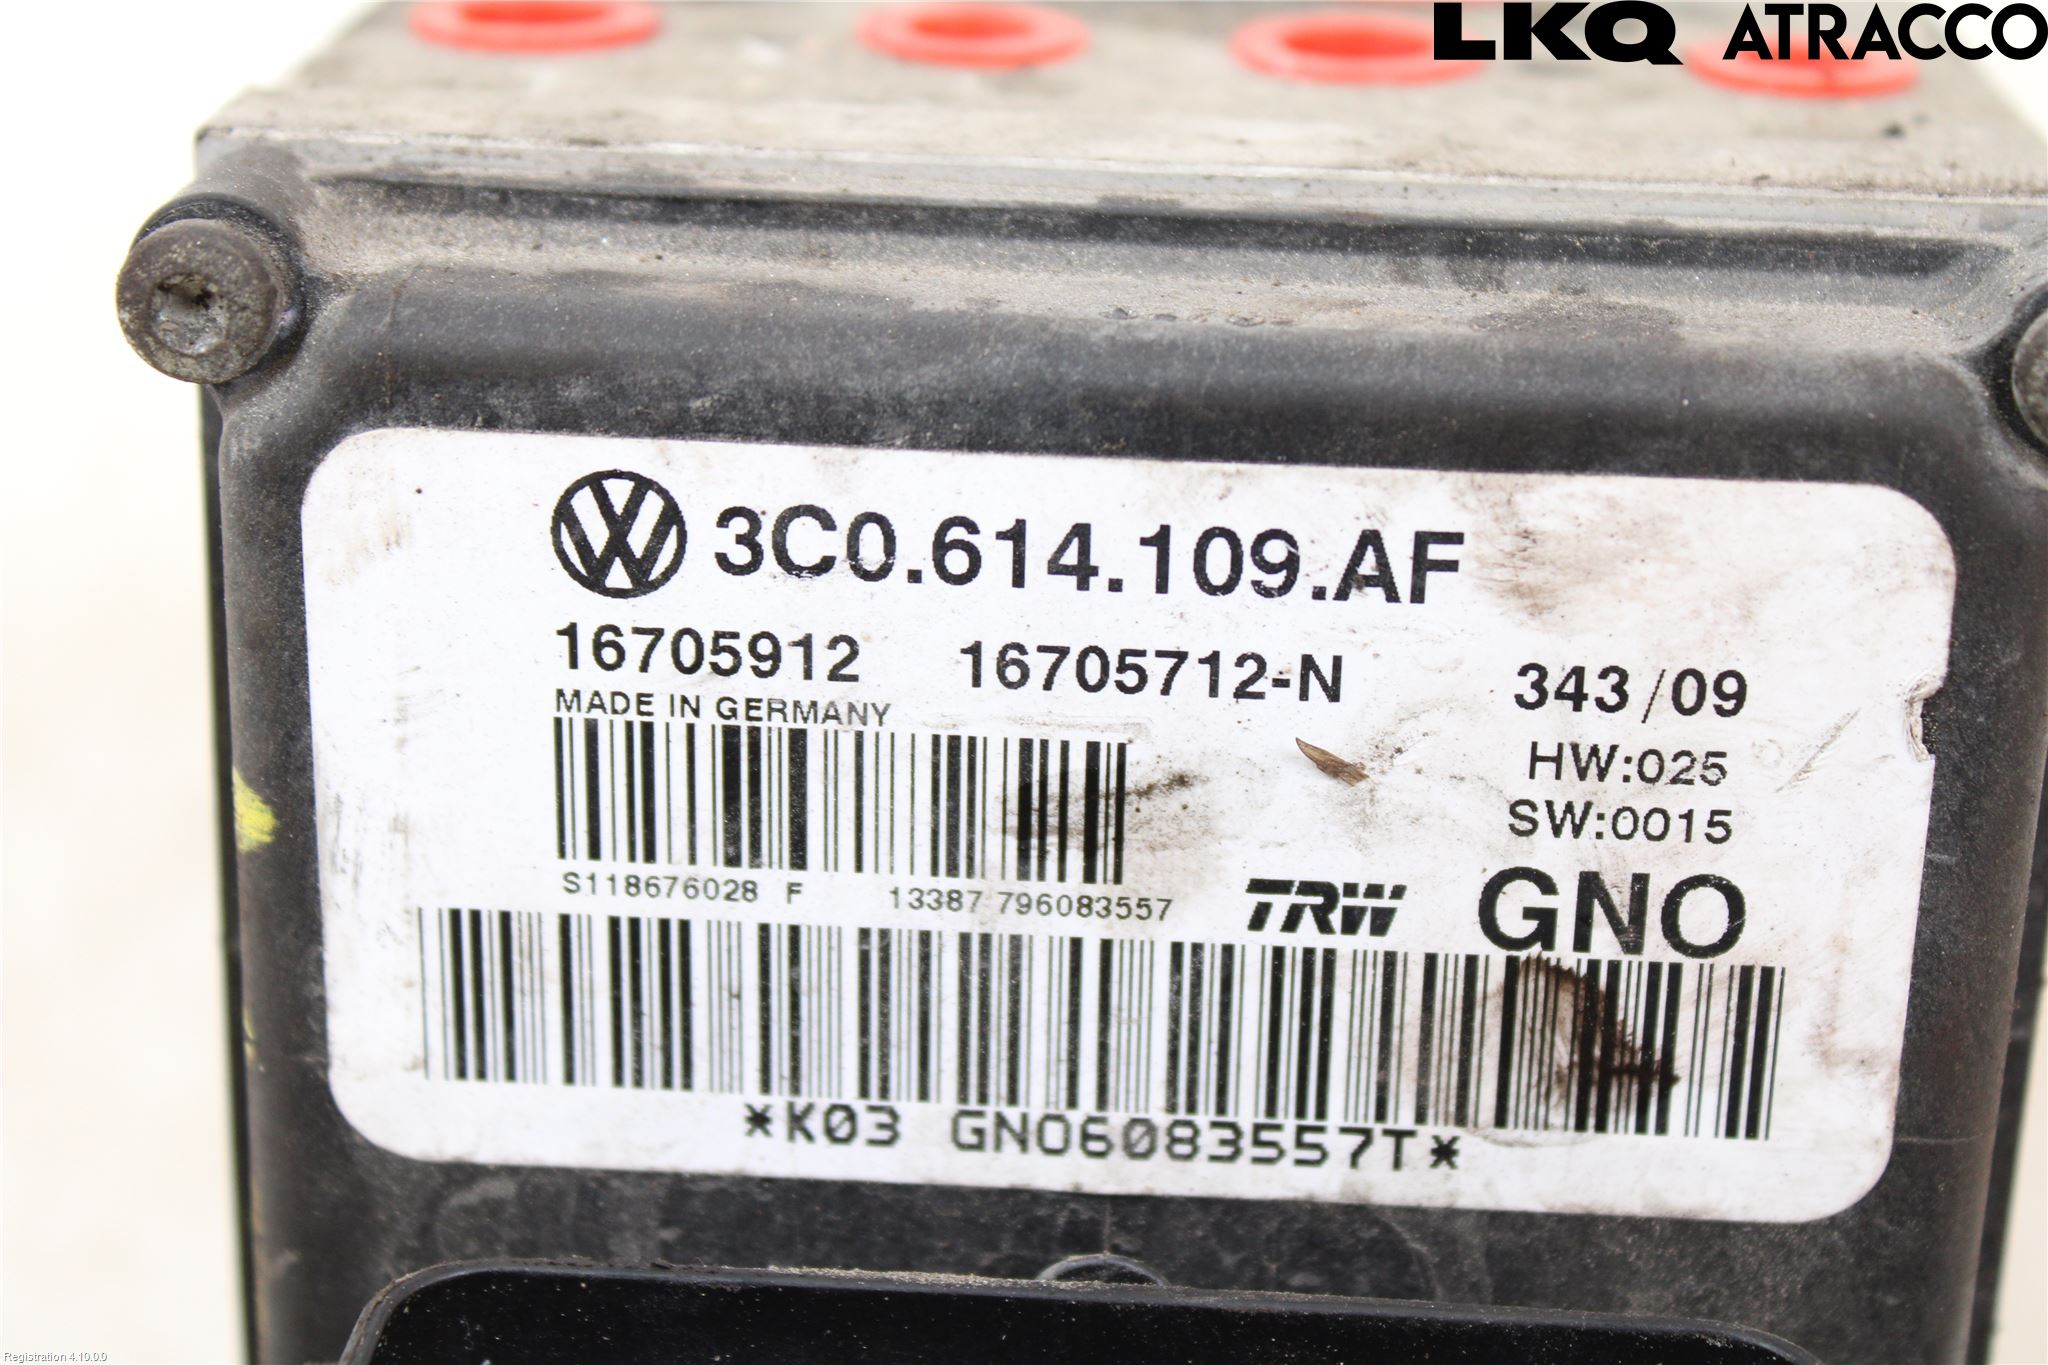 LKQ ATRACCO
3C0.614.109.AF
16705912 16705712-N 343/09
MADE IN GERMANY
HW:025
SW:0015
S118676028 F 13387 796083557
TRW GNO
*K03 GNO6083557T*
Registration 4.10.0.0